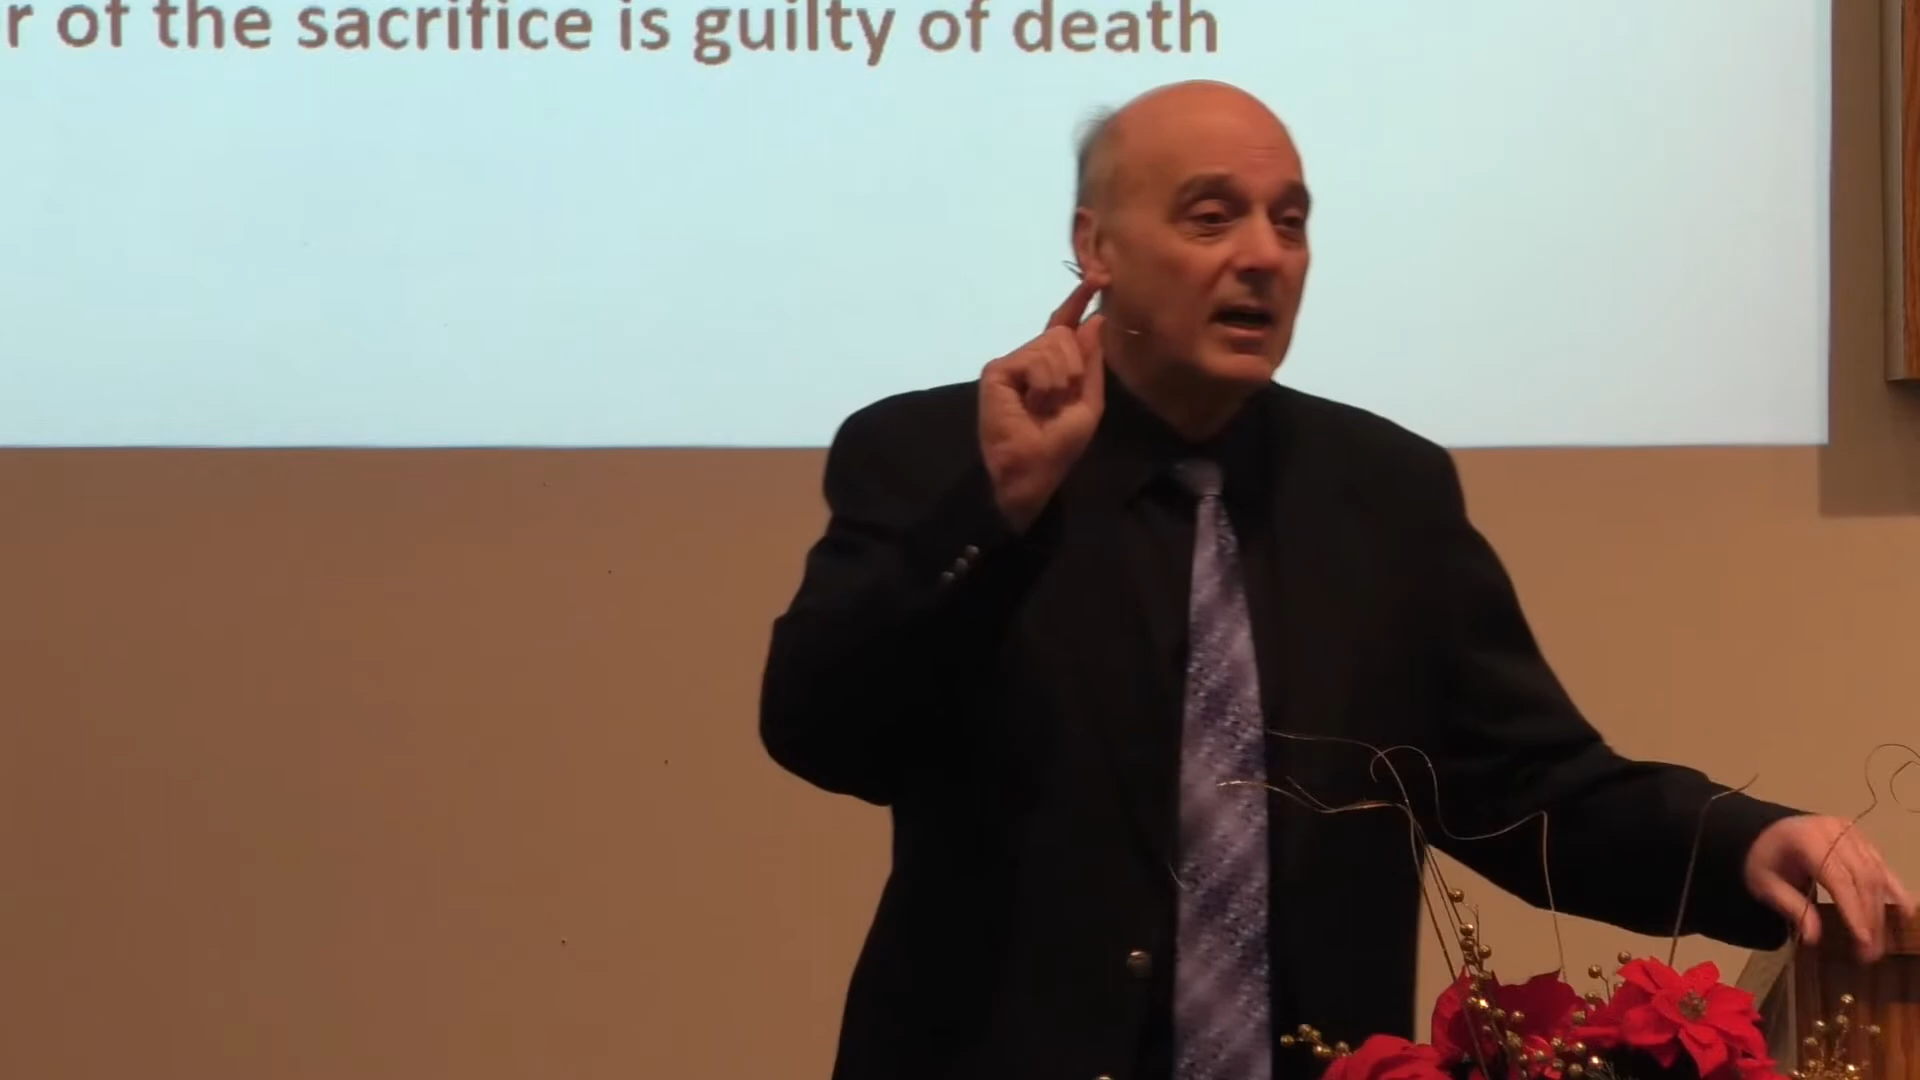 r of the sacrifice is guilty of death